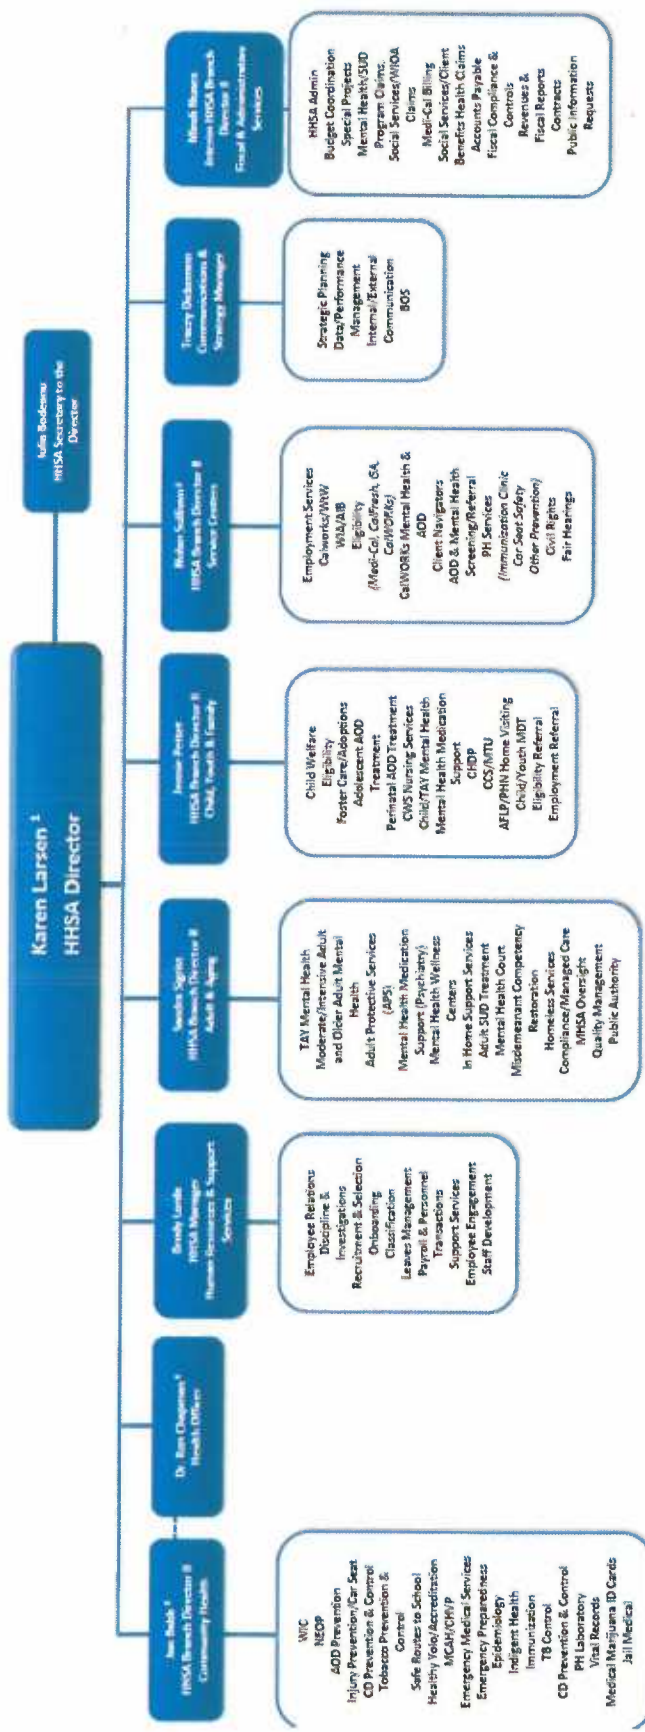 Karen Larsen ¹
HHSA Director
Julie Bodeanu
HHSA Secretary to the
Director
HHSA Branch Director II
Community Health
Dr. Ron Chapman
Health Officer
Brody Lorda
HHSA Manager
Human Resources & Support
Services
Sandra Sigrist
HHSA Branch Director II
Adult & Aging
Jennie Pettet
HHSA Branch Director II
Child, Youth & Family
Nolan Sullivan
HHSA Branch Director II
Service Centers
Tracey Dickinson
Communications &
Strategy Manager
Interim HHSA Branch
Director II
Fiscal & Administrative
Services
WIC
NEOP
AOD Prevention
Injury Prevention/Car Seat
CD Prevention & Control
Tobacco Prevention &
Control
Safe Routes to School
Healthy Yolo/Accreditation
MCAH/CHVP
Emergency Medical Services
Emergency Preparedness
Epidemiology
Indigent Health
Immunization
TB Control
CD Prevention & Control
PH Laboratory
Vital Records
Medical Marijuana ID Cards
Jail Medical
Employee Relations
Discipline &
Investigations
Recruitment & Selection
Onboarding
Classification
Leaves Management
Payroll & Personnel
Transactions
Support Services
Employee Engagement
Staff Development
TAY Mental Health
Moderate/Intensive Adult
and Older Adult Mental
Health
Adult Protective Services
(APS)
Mental Health Medication
Support (Psychiatry)
Mental Health Wellness
Centers
In Home Support Services
Adult SUD Treatment
Mental Health Court
Misdemeanant Competency
Restoration
Homeless Services
Compliance/Managed Care
MHSA Oversight
Quality Management
Public Authority
Child Welfare
Eligibility
Foster Care/Adoptions
Adolescent AOD
Treatment
Perinatal AOD Treatment
CWS Nursing Services
Child/TAY Mental Health
Mental Health Medication
Support
CHDP
CCS/MTU
AFLP/PHN Home Visiting
Child/Youth MDT
Eligibility Referral
Employment Referral
Employment Services
Calworks/WtW
WIA/AB
Eligibility
(Medi-Cal, CalFresh, GA,
CalWORKs)
CalWORKs Mental Health &
AOD
Client Navigators
AOD & Mental Health
Screening/Referral
PH Services
(Immunization Clinic
Car Seat Safety
Other Prevention)
Civil Rights
Fair Hearings
Strategic Planning
Data/Performance
Management
Internal/External
Communication
BOS
HHSA Admin
Budget Coordination
Special Projects
Mental Health/SUD
Program Claims,
Social Services/WIOA
Claims
Medi-Cal Billing
Social Services/Client
Benefits Health Claims
Accounts Payable
Fiscal Compliance &
Controls
Revenues &
Fiscal Reports
Contracts
Public Information
Requests